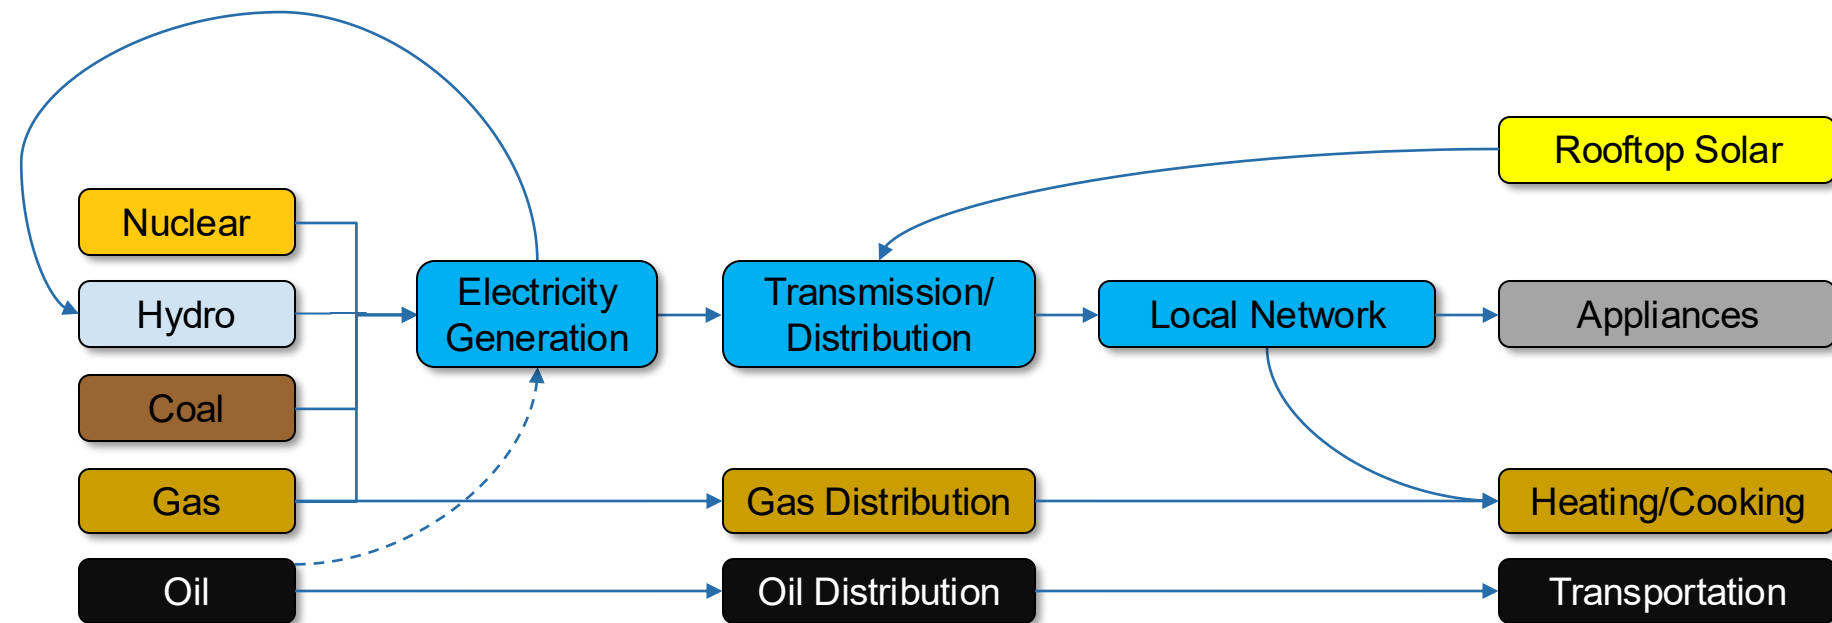 Rooftop Solar
Nuclear
Hydro
Electricity
Generation
Transmission/
Distribution
Local Network
Appliances
Coal
Gas
Gas Distribution
Heating/Cooking
Oil
Oil Distribution
Transportation